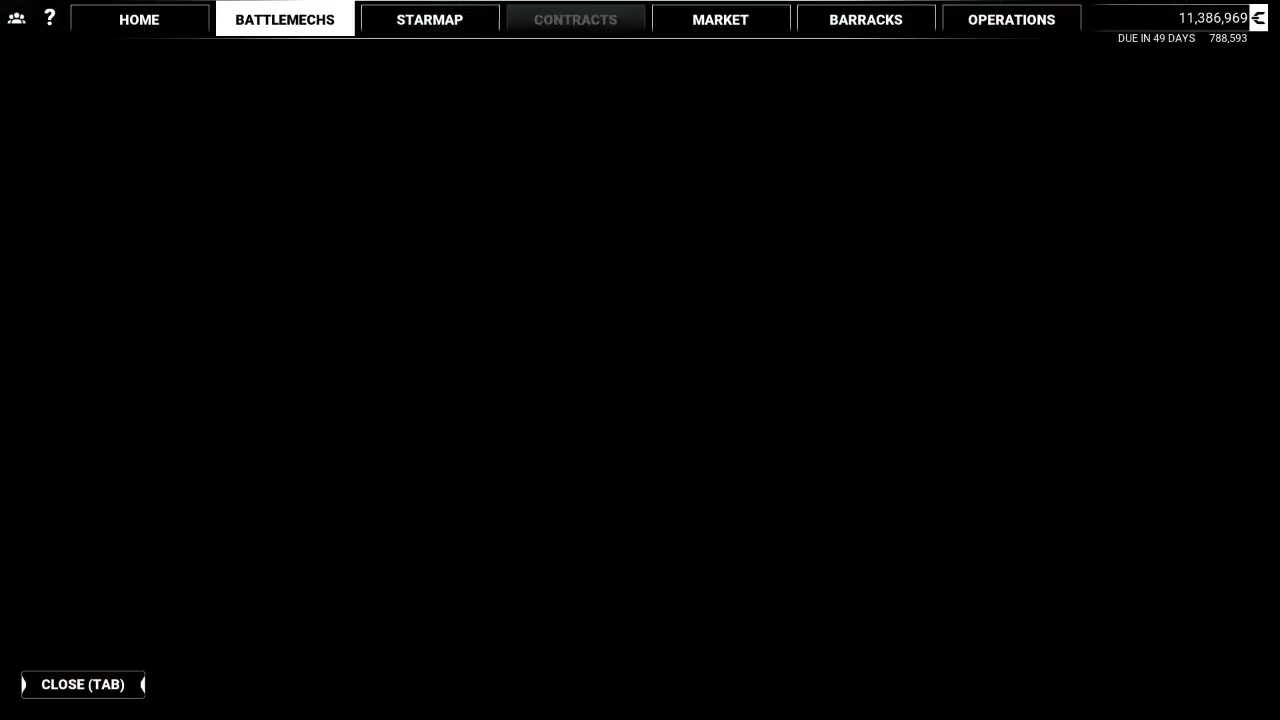 ?
HOME
BATTLEMECHS
STARMAP
CONTRACTS
MARKET
BARRACKS
OPERATIONS
11,386,969
DUE IN 49 DAYS 788,593
CLOSE (TAB)